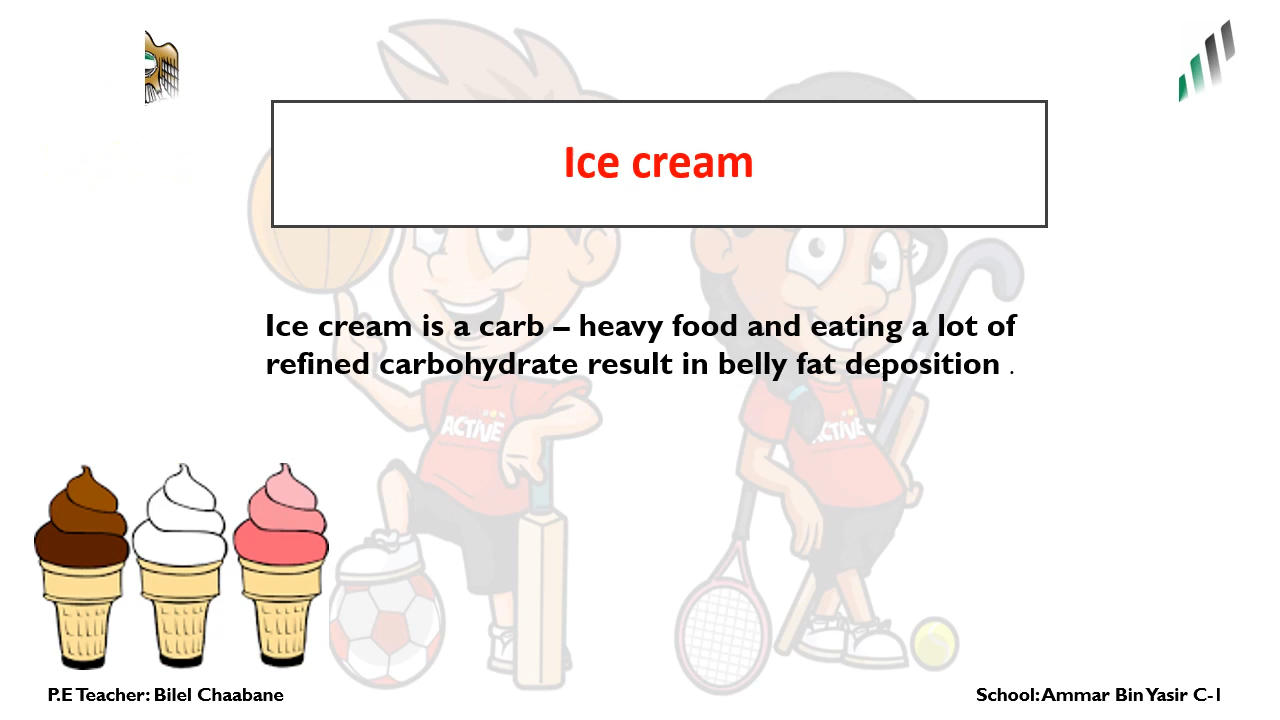 Ice cream
Ice cream is a carb – heavy food and eating a lot of
refined carbohydrate result in belly fat deposition .
ACTIVE
ACTIVE
P.E Teacher: Bilel Chaabane
School: Ammar Bin Yasir C-1